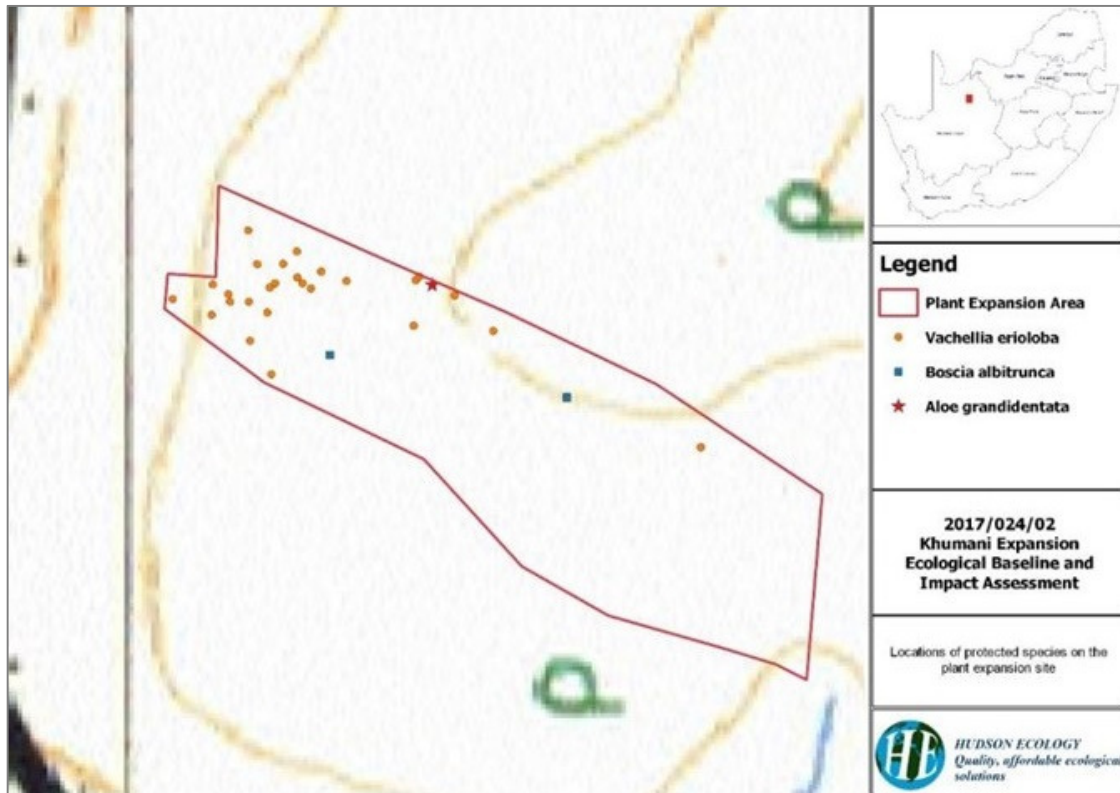 Legend
Plant Expansion Area
Vachellia erioloba
Boscia albitrunca
Aloe grandidentata
2017/024/02
Khumani Expansion
Ecological Baseline and
Impact Assessment
Locations of protected species on the
plant expansion site
HE
HUDSON ECOLOGY
Quality, affordable ecological
solutions